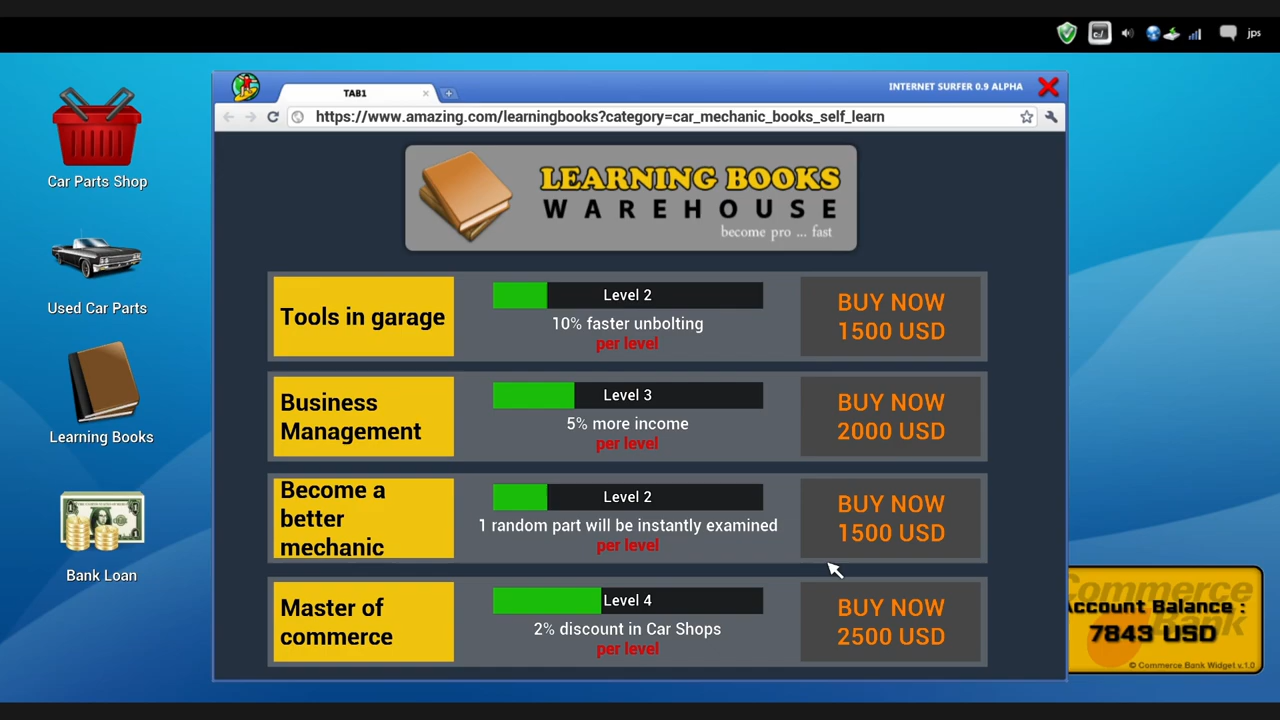 jps
Car Parts Shop
Used Car Parts
Learning Books
Bank Loan
TAB1
INTERNET SURFER 0.9 ALPHA
https://www.amazing.com/learningbooks?category=car_mechanic_books_self_learn
LEARNING BOOKS
WAREHOUSE
become pro ... fast
Tools in garage
Level 2
10% faster unbolting
per level
BUY NOW
1500 USD
Business
Management
Level 3
5% more income
per level
BUY NOW
2000 USD
Become a
better
mechanic
Level 2
1 random part will be instantly examined
per level
BUY NOW
1500 USD
Master of
commerce
Level 4
2% discount in Car Shops
per level
BUY NOW
2500 USD
Commerce
Bank
Account Balance :
7843 USD
© Commerce Bank Widget v.1.0